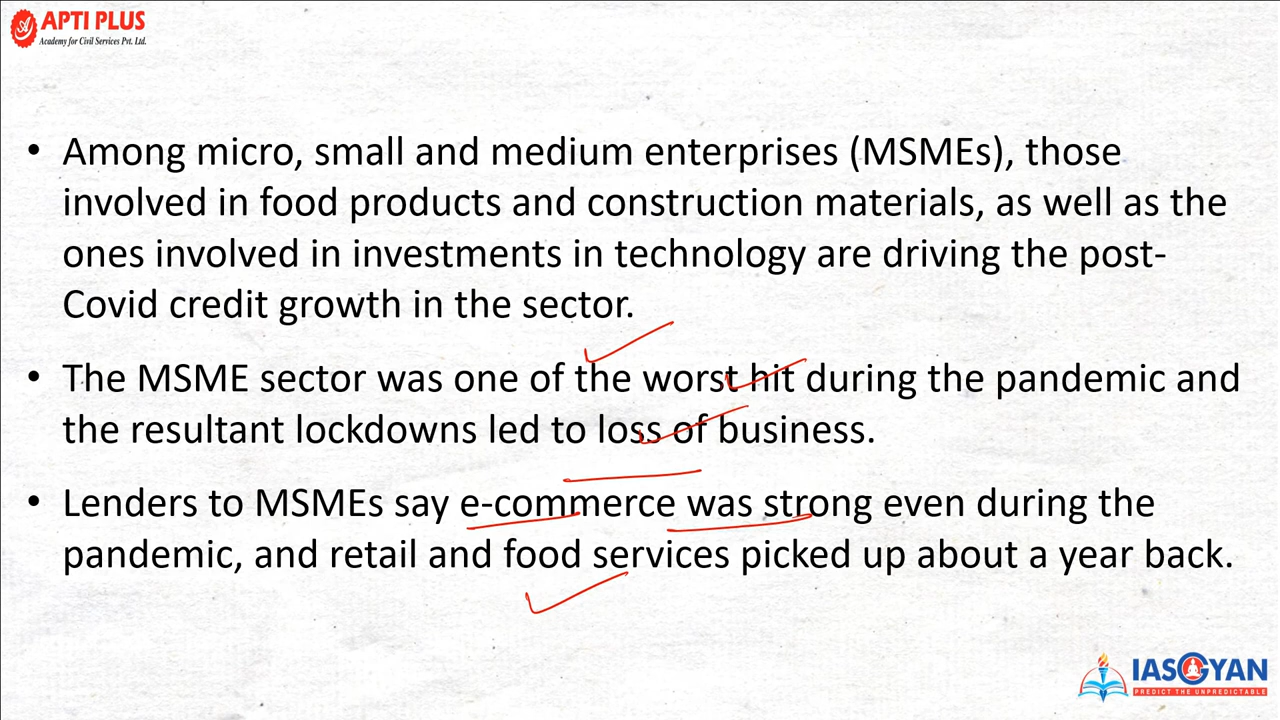 APTI PLUS
Academy for Civil Services Pvt. Ltd.
• Among micro, small and medium enterprises (MSMEs), those
involved in food products and construction materials, as well as the
ones involved in investments in technology are driving the post-
Covid credit growth in the sector.
• The MSME sector was one of the worst hit during the pandemic and
the resultant lockdowns led to loss of business.
• Lenders to MSMEs say e-commerce was strong even during the
pandemic, and retail and food services picked up about a year back.
IASGYAN
PREDICT THE UNPREDICTABLE